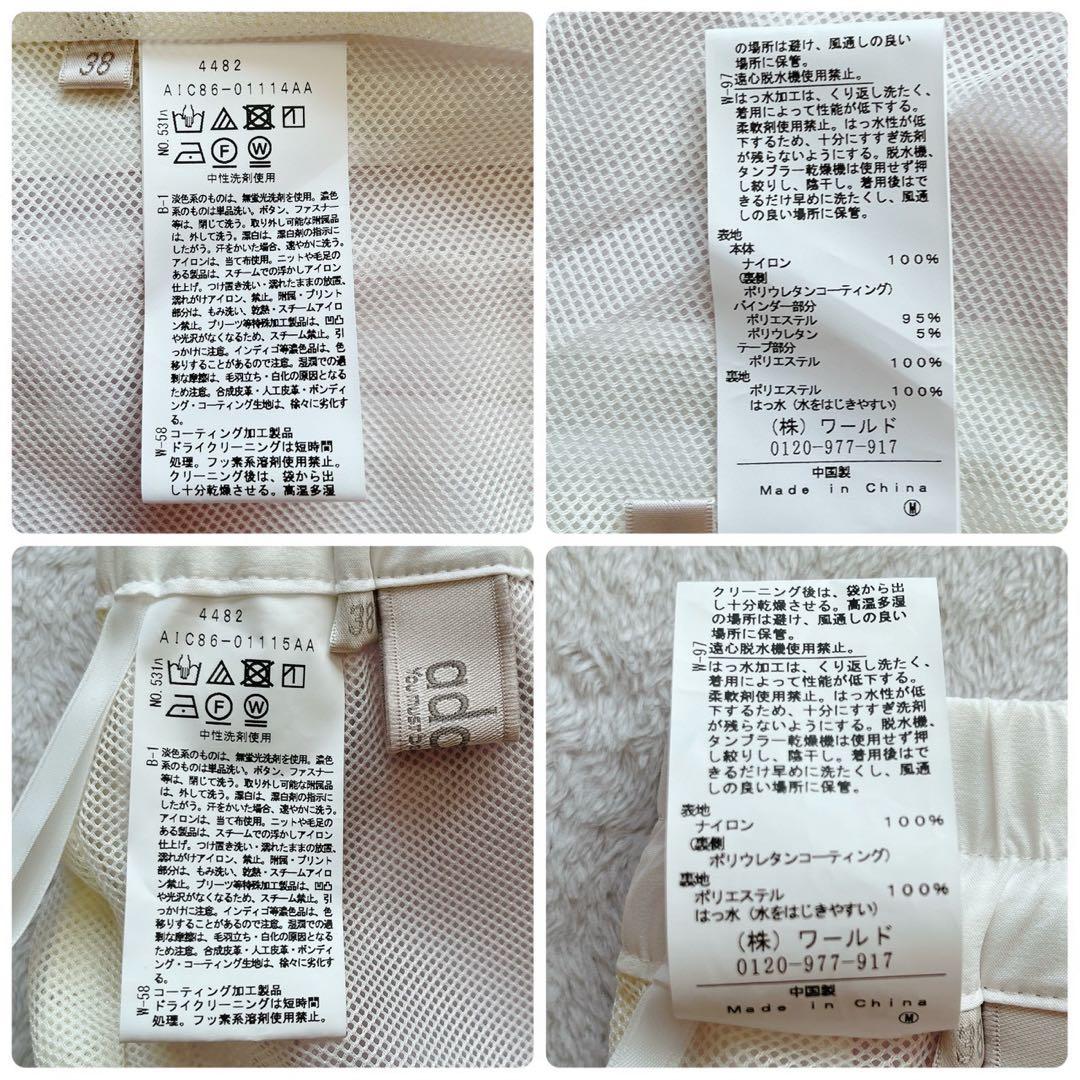 38
4482
AIC86-01114AA
NO.531ハ
F
W
中性洗剤使用
B-1
淡色系のものは、無蛍光洗剤を使用。濃色
系のものは単品洗い。ボタン、ファスナー
等は、閉じて洗う。取り外し可能な附属品
は、外して洗う。漂白は、漂白剤の指示に
したがう。汗をかいた場合、速やかに洗う。
アイロンは、当て布使用。ニットや毛足の
ある製品は、スチームでの浮かしアイロン
仕上げ。つけ置き洗い・濡れたままの放置、
濡れがけアイロン、禁止。附属・プリント
部分は、もみ洗い、乾熱・スチームアイロ
ン禁止。プリーツ等特殊加工製品は、凹凸
や光沢がなくなるため、スチーム禁止。引
っかけに注意。インディゴ等濃色品は、色
移りすることがあるので注意。湿潤での過
剰な摩擦は、毛羽立ち・白化の原因となる
ため注意。合成皮革・人工皮革・ボンディ
ング・コーティング生地は、徐々に劣化す
る。
W-58
コーティング加工製品
ドライクリーニングは短時間
処理。フッ素系溶剤使用禁止。
クリーニング後は、袋から出
し十分乾燥させる。高温多湿
の場所は避け、風通しの良い
場所に保管。
W-97
遠心脱水機使用禁止。
はっ水加工は、くり返し洗たく、
着用によって性能が低下する。
柔軟剤使用禁止。はっ水性が低
下するため、十分にすすぎ洗剤
が残らないようにする。脱水機、
タンブラー乾燥機は使用せず押
し絞りし、陰干し。着用後はで
きるだけ早めに洗たくし、風通
しの良い場所に保管。
表地
本体
ナイロン 100%
(裏側
ポリウレタンコーティング)
バインダー部分
ポリエステル 95%
ポリウレタン 5%
テープ部分
ポリエステル 100%
裏地
ポリエステル 100%
はっ水(水をはじきやすい)
(株)ワールド
0120-977-917
中国製
Made in China
M
4482
AIC86-01115AA
38
NO.531ハ
F
W
中性洗剤使用
B-1
淡色系のものは、無蛍光洗剤を使用。濃色
系のものは単品洗い。ボタン、ファスナー
等は、閉じて洗う。取り外し可能な附属品
は、外して洗う。漂白は、漂白剤の指示に
したがう。汗をかいた場合、速やかに洗う。
アイロンは、当て布使用。ニットや毛足の
ある製品は、スチームでの浮かしアイロン
仕上げ。つけ置き洗い・濡れたままの放置、
濡れがけアイロン、禁止。附属・プリント
部分は、もみ洗い、乾熱・スチームアイロ
ン禁止。プリーツ等特殊加工製品は、凹凸
や光沢がなくなるため、スチーム禁止。引
っかけに注意。インディゴ等濃色品は、色
移りすることがあるので注意。湿潤での過
剰な摩擦は、毛羽立ち・白化の原因となる
ため注意。合成皮革・人工皮革・ボンディ
ング・コーティング生地は、徐々に劣化す
る。
W-58
コーティング加工製品
ドライクリーニングは短時間
処理。フッ素系溶剤使用禁止。
クリーニング後は、袋から出
し十分乾燥させる。高温多湿
の場所は避け、風通しの良い
場所に保管。
W-97
遠心脱水機使用禁止。
はっ水加工は、くり返し洗たく、
着用によって性能が低下する。
柔軟剤使用禁止。はっ水性が低
下するため、十分にすすぎ洗剤
が残らないようにする。脱水機、
タンブラー乾燥機は使用せず押
し絞りし、陰干し。着用後はで
きるだけ早めに洗たくし、風通
しの良い場所に保管。
表地
ナイロン 100%
(裏側
ポリウレタンコーティング)
裏地
ポリエステル 100%
はっ水(水をはじきやすい)
(株)ワールド
0120-977-917
中国製
Made in China
M